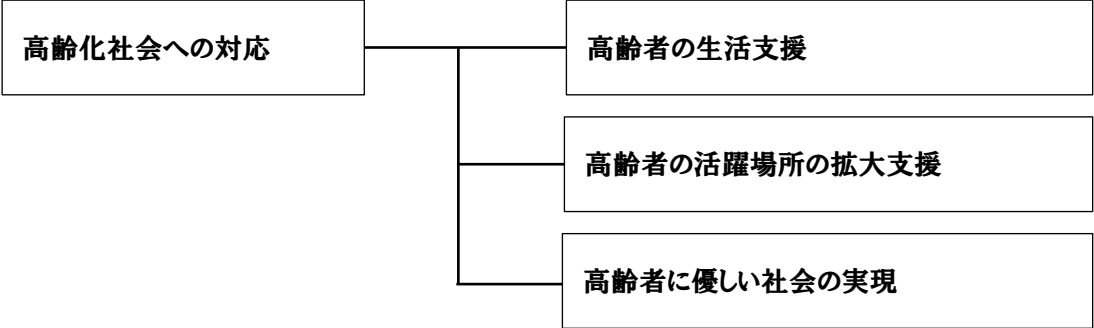 高齢化社会への対応
高齢者の生活支援
高齢者の活躍場所の拡大支援
高齢者に優しい社会の実現